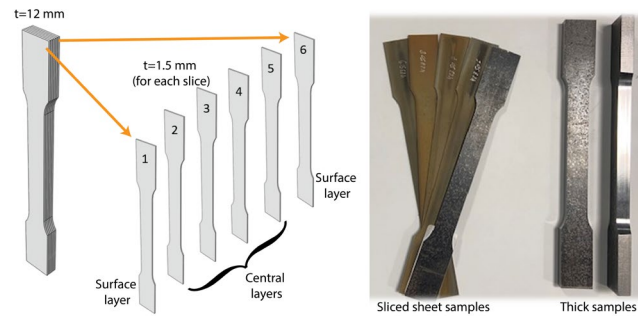 t=12 mm
t=1.5 mm
(for each slice)
1
2
3
4
5
6
Surface
layer
Surface
layer
Central
layers
Sliced sheet samples
Thick samples